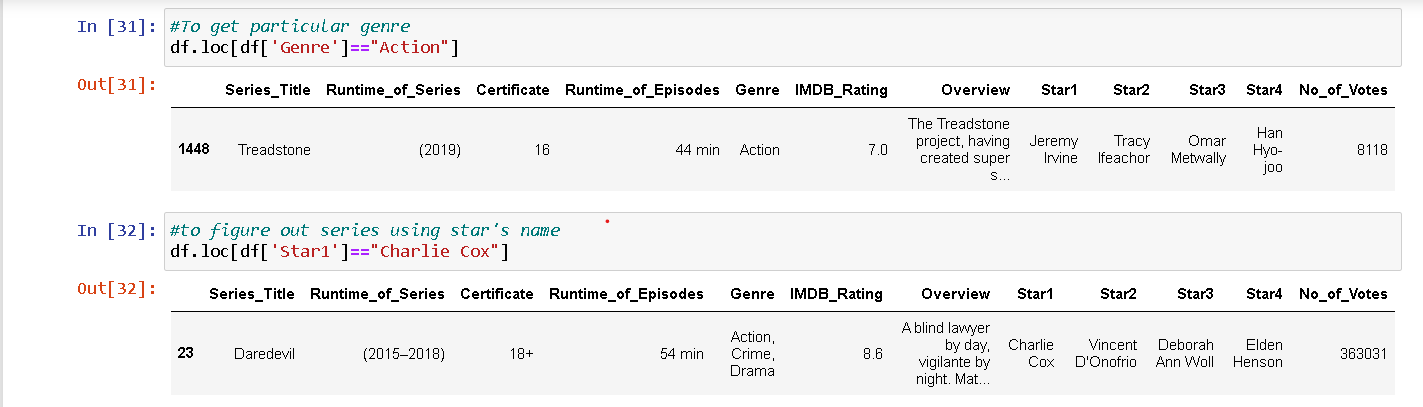 In [31]: #To get particular genre
df.loc[df['Genre']=="Action"]
Out[31]:
Series_Title Runtime_of_Series Certificate Runtime_of_Episodes Genre IMDB_Rating Overview Star1 Star2 Star3 Star4 No_of_Votes
1448 Treadstone (2019) 16 44 min Action 7.0 The Treadstone project, having created super s... Jeremy Irvine Tracy Ifeachor Omar Metwally Han Hyo-joo 8118
In [32]: #to figure out series using star's name
df.loc[df['Star1']=="Charlie Cox"]
Out[32]:
Series_Title Runtime_of_Series Certificate Runtime_of_Episodes Genre IMDB_Rating Overview Star1 Star2 Star3 Star4 No_of_Votes
23 Daredevil (2015–2018) 18+ 54 min Action, Crime, Drama 8.6 A blind lawyer by day, vigilante by night. Mat... Charlie Cox Vincent D'Onofrio Deborah Ann Woll Elden Henson 363031